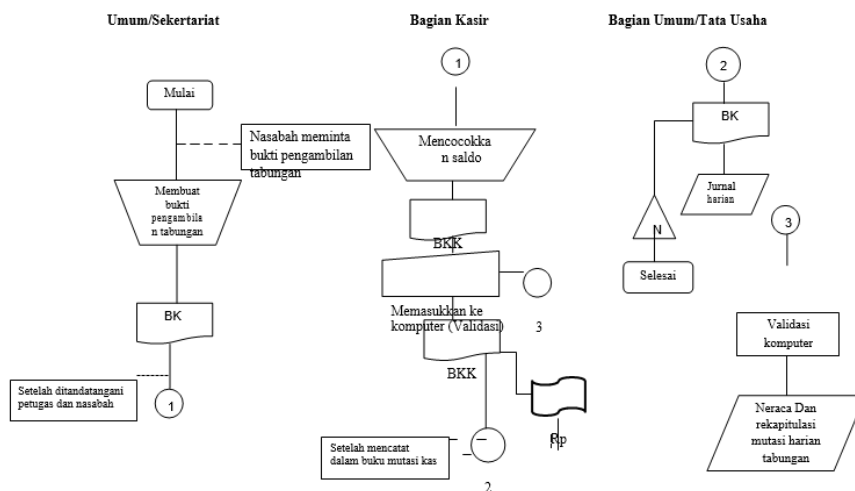 Umum/Sekertariat
Mulai
Nasabah meminta
bukti pengambilan
tabungan
Membuat
bukti
pengambila
n tabungan
BK
Setelah ditandatangani
petugas dan nasabah
1
Bagian Kasir
1
Mencocokka
n saldo
BKK
Memasukkan ke
komputer (Validasi)
3
BKK
Rp
Setelah mencatat
dalam buku mutasi kas
2
Bagian Umum/Tata Usaha
2
BK
Jurnal
harian
N
3
Selesai
Validasi
komputer
Neraca Dan
rekapitulasi
mutasi harian
tabungan